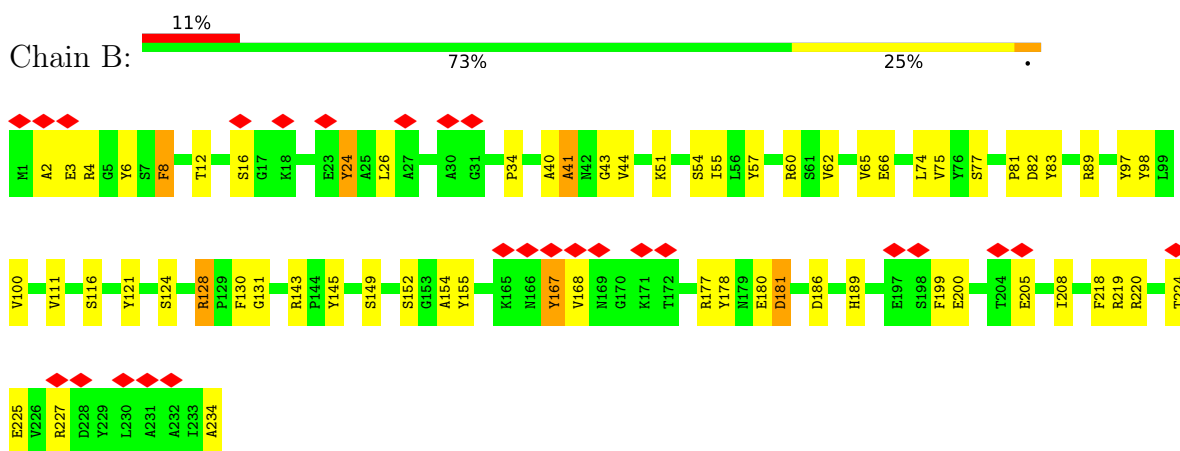 11%
Chain B:
73% 25% •
M1 A2 E3 R4 G5 Y6 S7 F8 T12 S16 G17 K18 E23 Y24 A25 L26 A27 A30 G31 P34 A40 A41 N42 G43 V44 K51 S54 I55 L56 Y57 R60 S61 V62 V65 E66 L74 V75 Y76 S77 P81 D82 Y83 R89 Y97 Y98 L99
V100 V111 S116 Y121 S124 R128 P129 F130 G131 R143 P144 Y145 S149 S152 G153 A154 Y155 K165 N166 Y167 V168 N169 G170 K171 T172 R177 Y178 N179 E180 D181 D186 H189 E197 S198 F199 E200 T204 E205 I208 F218 R219 R220 T224
E225 V226 R227 D228 Y229 L230 A231 A232 I233 A234